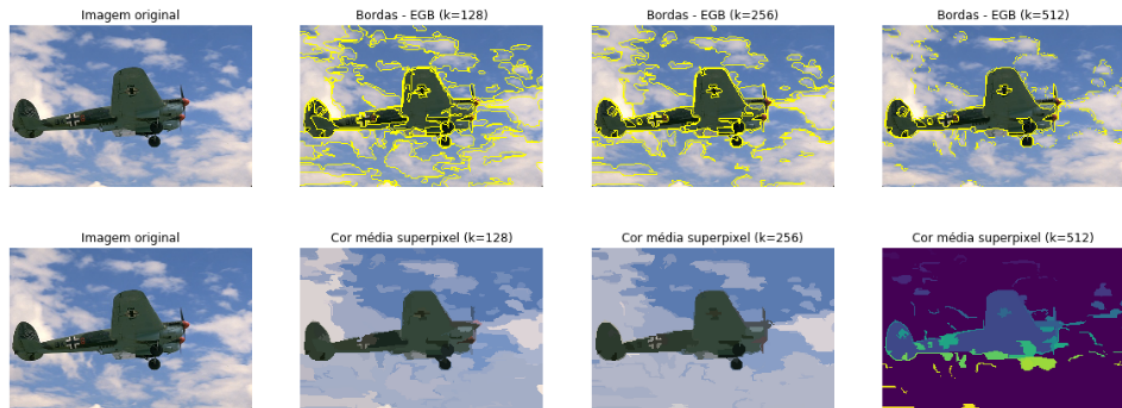 Imagem original
Bordas - EGB (k=128)
Bordas - EGB (k=256)
Bordas - EGB (k=512)
Imagem original
Cor média superpixel (k=128)
Cor média superpixel (k=256)
Cor média superpixel (k=512)